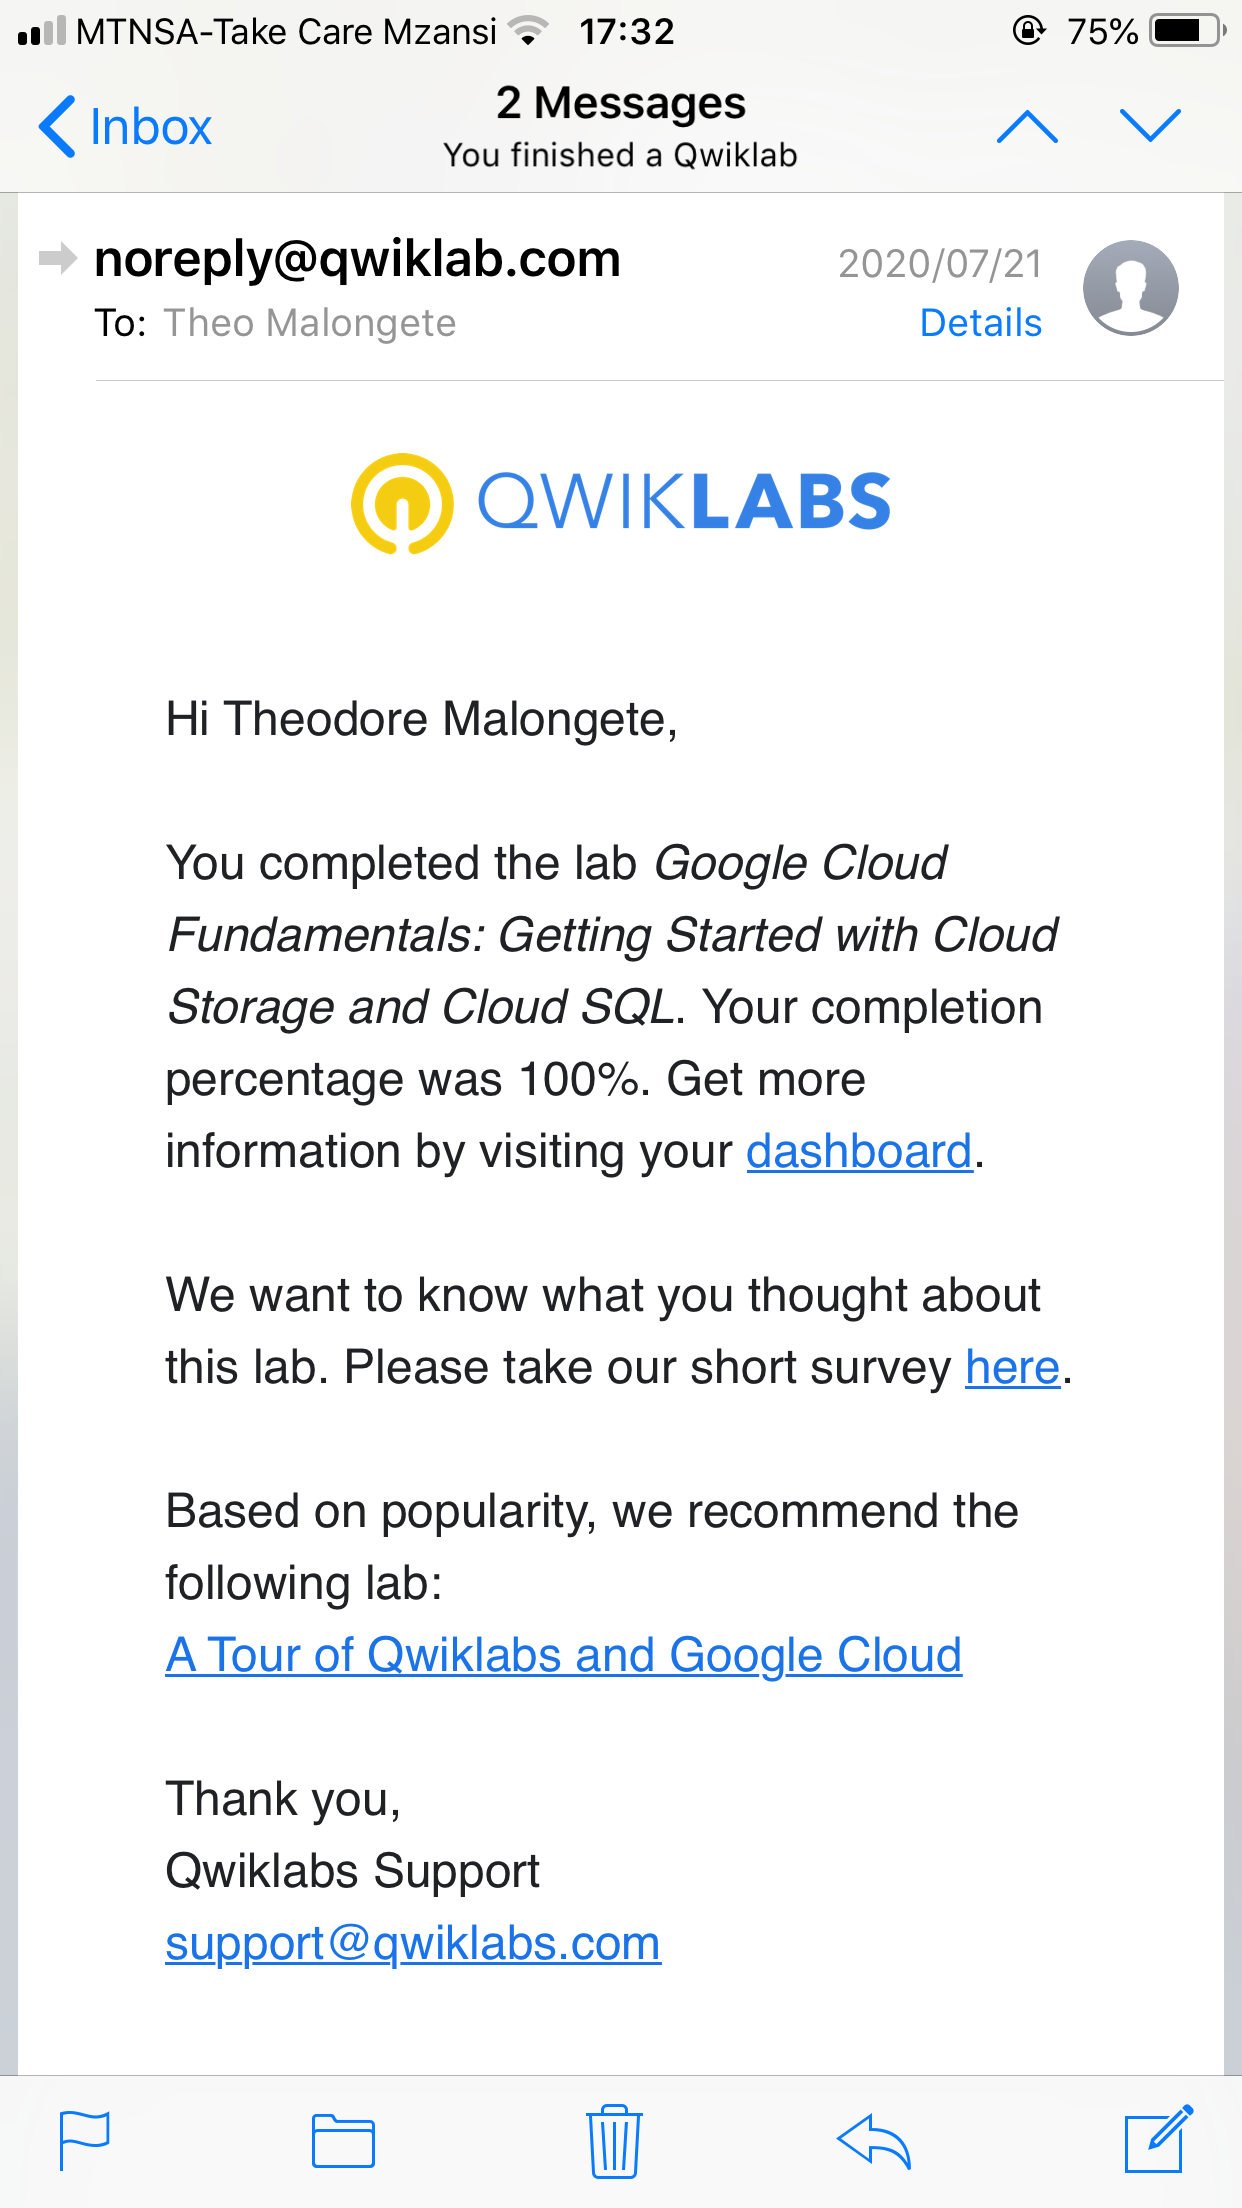 MTNSA-Take Care Mzansi 17:32 75%
Inbox
2 Messages
You finished a Qwiklab
noreply@qwiklab.com 2020/07/21
To: Theo Malongete Details
QWIKLABS
Hi Theodore Malongete,
You completed the lab Google Cloud
Fundamentals: Getting Started with Cloud
Storage and Cloud SQL. Your completion
percentage was 100%. Get more
information by visiting your dashboard.
We want to know what you thought about
this lab. Please take our short survey here.
Based on popularity, we recommend the
following lab:
A Tour of Qwiklabs and Google Cloud
Thank you,
Qwiklabs Support
support@qwiklabs.com